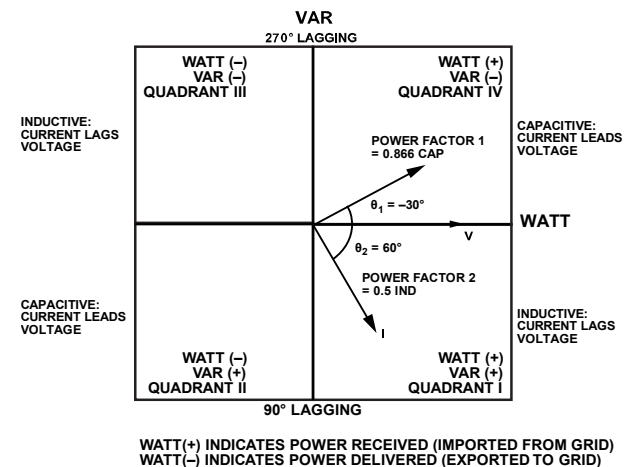 VAR
270° LAGGING
WATT (–)
VAR (–)
QUADRANT III
WATT (+)
VAR (–)
QUADRANT IV
INDUCTIVE:
CURRENT LAGS
VOLTAGE
CAPACITIVE:
CURRENT LEADS
VOLTAGE
POWER FACTOR 1
= 0.866 CAP
θ1 = –30°
V
WATT
θ2 = 60°
POWER FACTOR 2
= 0.5 IND
I
CAPACITIVE:
CURRENT LEADS
VOLTAGE
INDUCTIVE:
CURRENT LAGS
VOLTAGE
WATT (–)
VAR (+)
QUADRANT II
WATT (+)
VAR (+)
QUADRANT I
90° LAGGING
WATT(+) INDICATES POWER RECEIVED (IMPORTED FROM GRID)
WATT(–) INDICATES POWER DELIVERED (EXPORTED TO GRID)